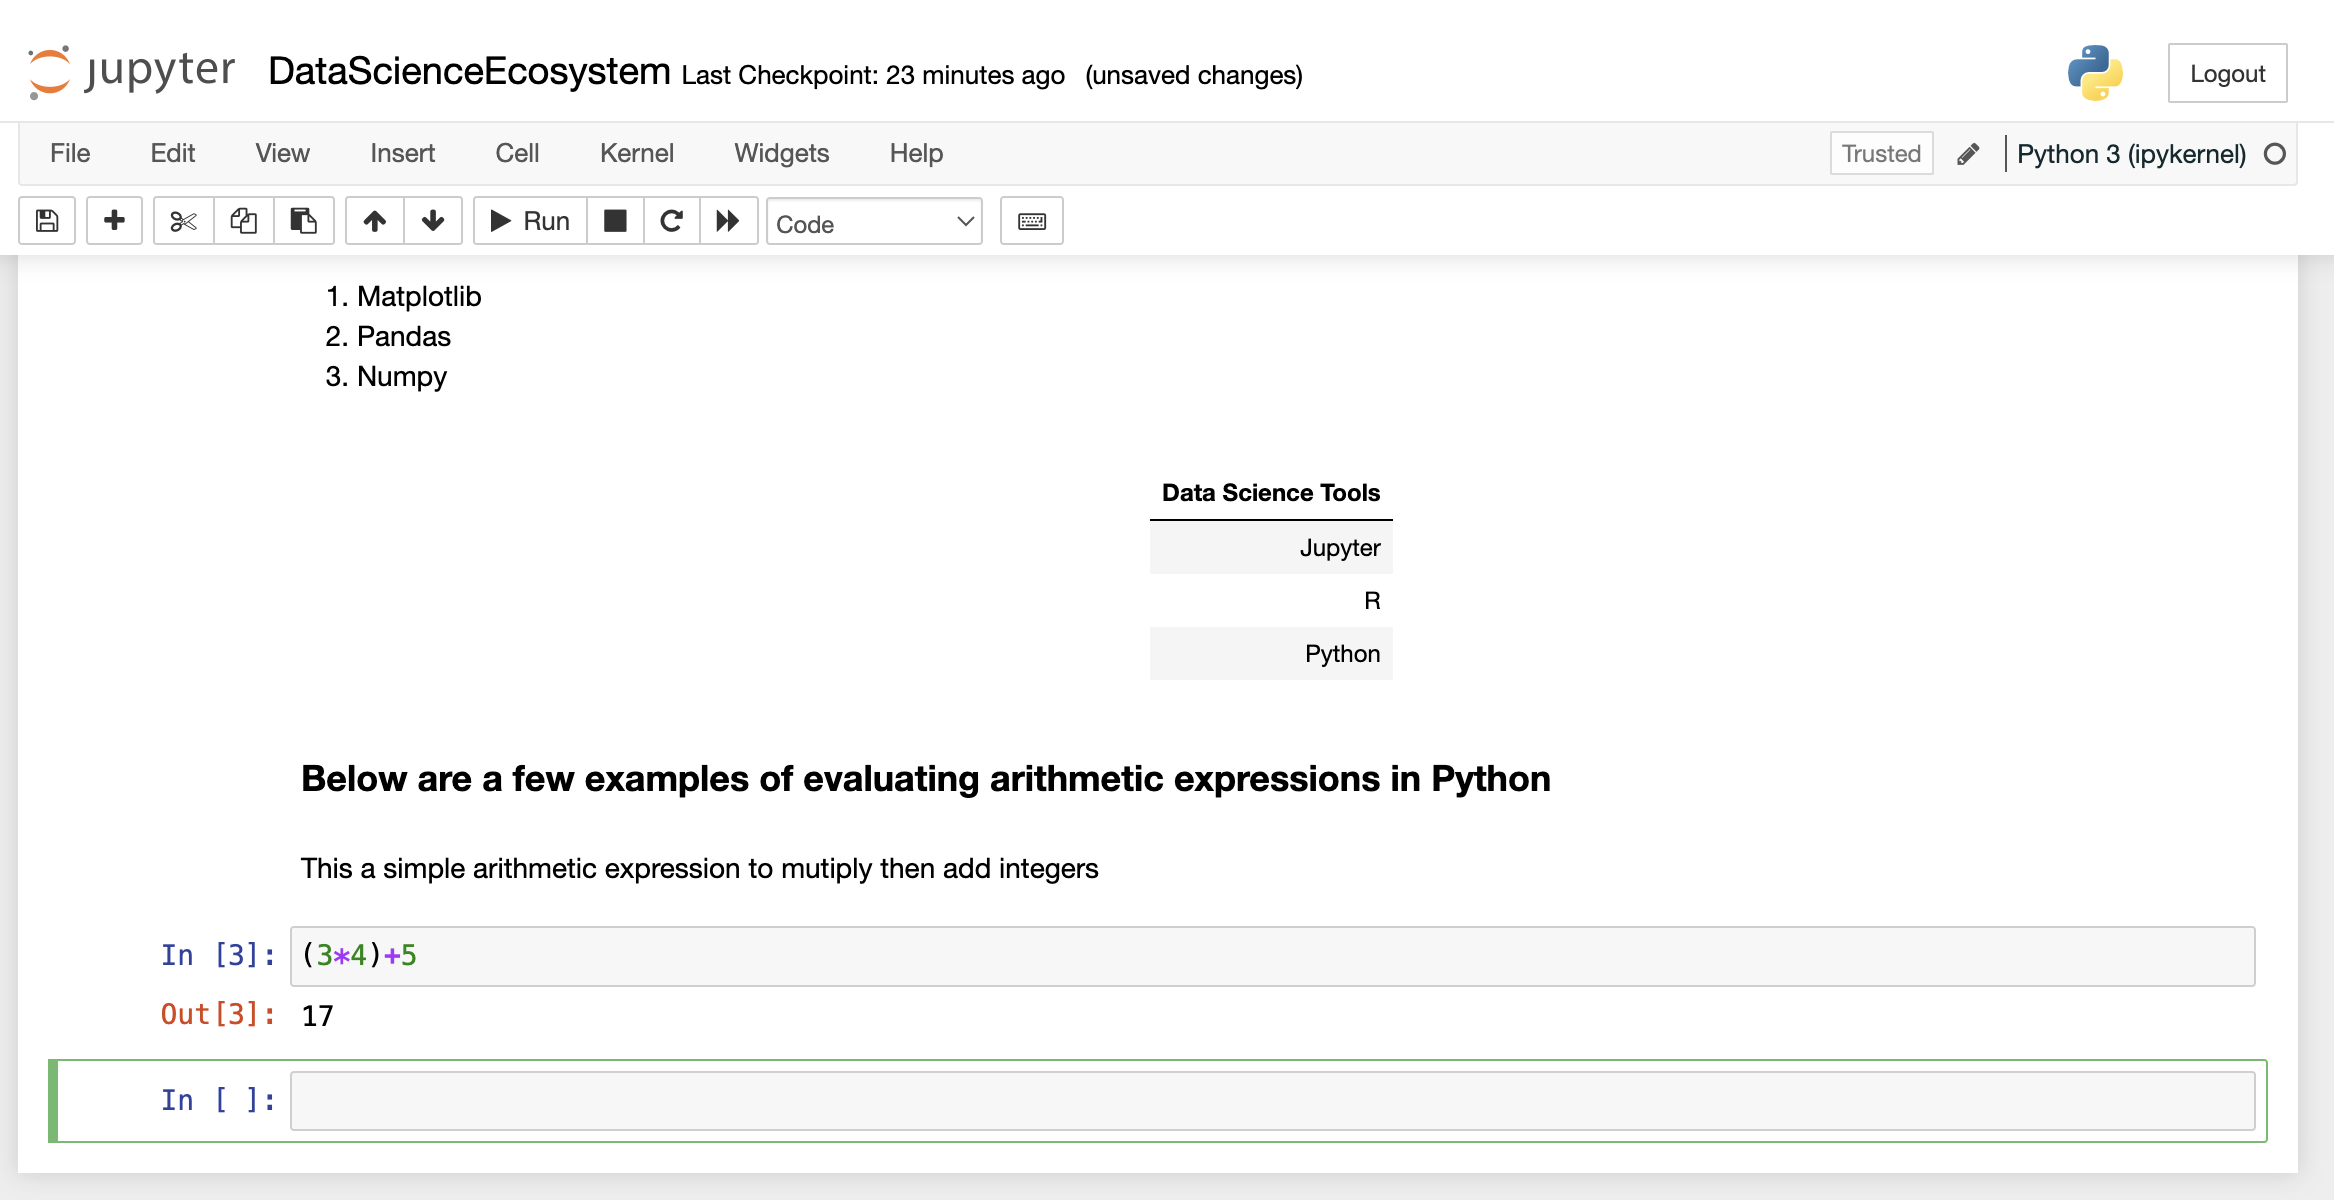 jupyter DataScienceEcosystem Last Checkpoint: 23 minutes ago (unsaved changes) Logout
File Edit View Insert Cell Kernel Widgets Help Trusted Python 3 (ipykernel)
Run Code
1. Matplotlib
2. Pandas
3. Numpy
Data Science Tools
Jupyter
R
Python
Below are a few examples of evaluating arithmetic expressions in Python
This a simple arithmetic expression to mutiply then add integers
In [3]: (3*4)+5
Out[3]: 17
In [ ]: